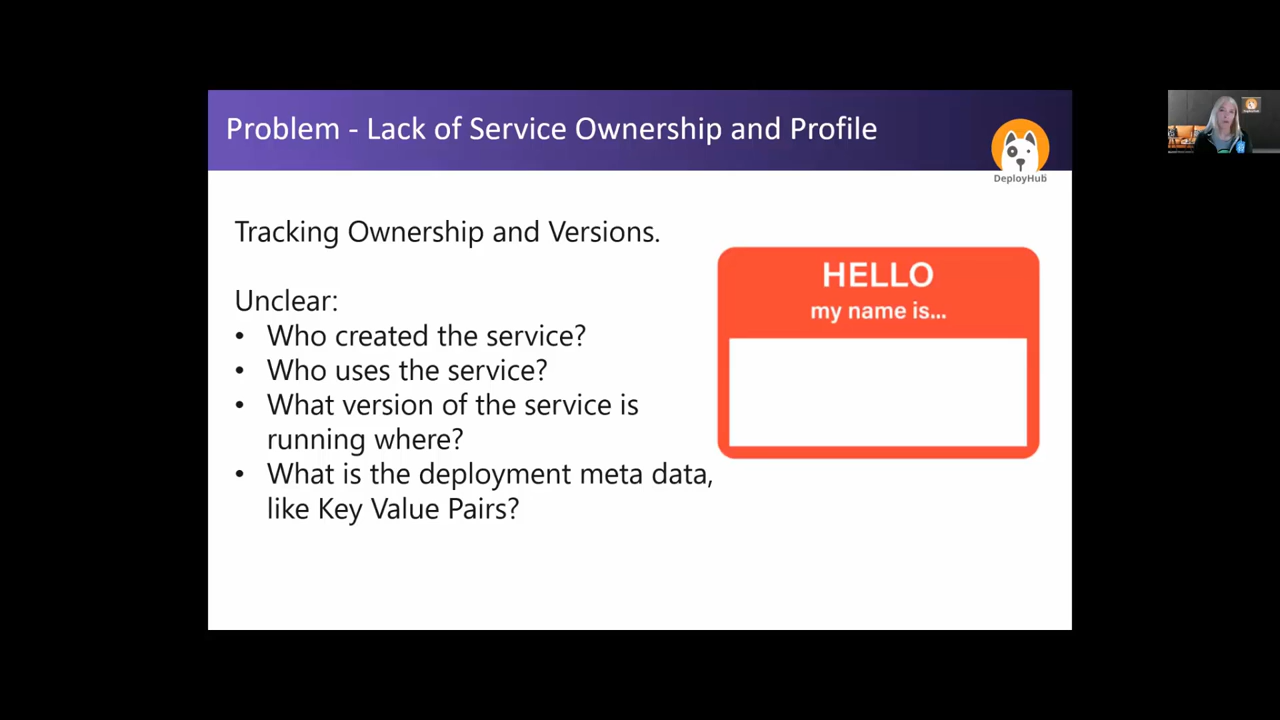 Problem - Lack of Service Ownership and Profile
DeployHub
Tracking Ownership and Versions.
Unclear:
• Who created the service?
• Who uses the service?
• What version of the service is
running where?
• What is the deployment meta data,
like Key Value Pairs?
HELLO
my name is...